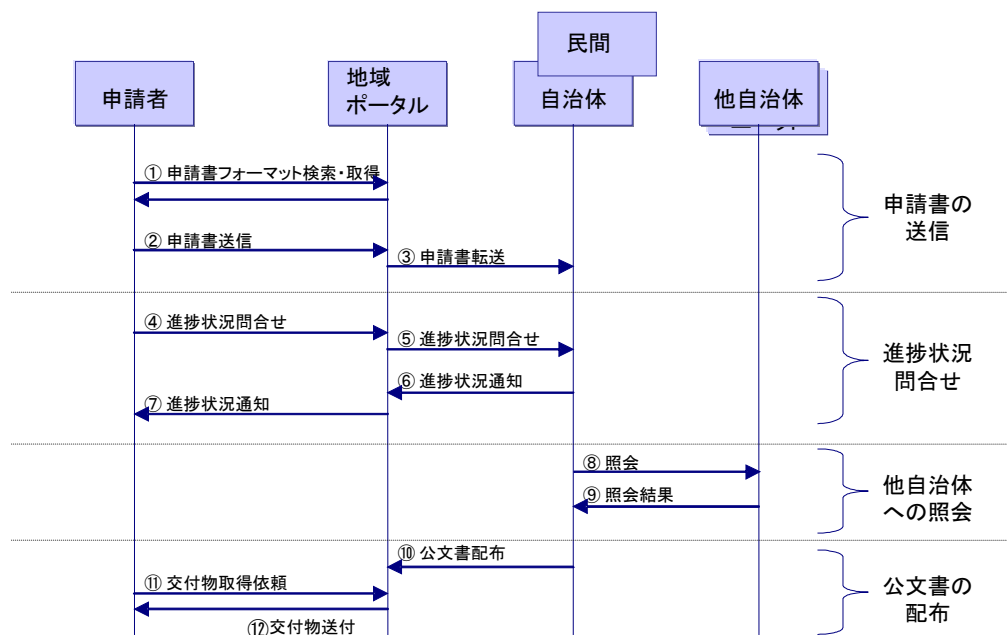 民間
申請者
地域
ポータル
自治体
他自治体
① 申請書フォーマット検索・取得
② 申請書送信
③ 申請書転送
申請書の
送信
④ 進捗状況問合せ
⑤ 進捗状況問合せ
⑥ 進捗状況通知
⑦ 進捗状況通知
進捗状況
問合せ
⑧ 照会
⑨ 照会結果
他自治体
への照会
⑩ 公文書配布
⑪ 交付物取得依頼
⑫交付物送付
公文書の
配布